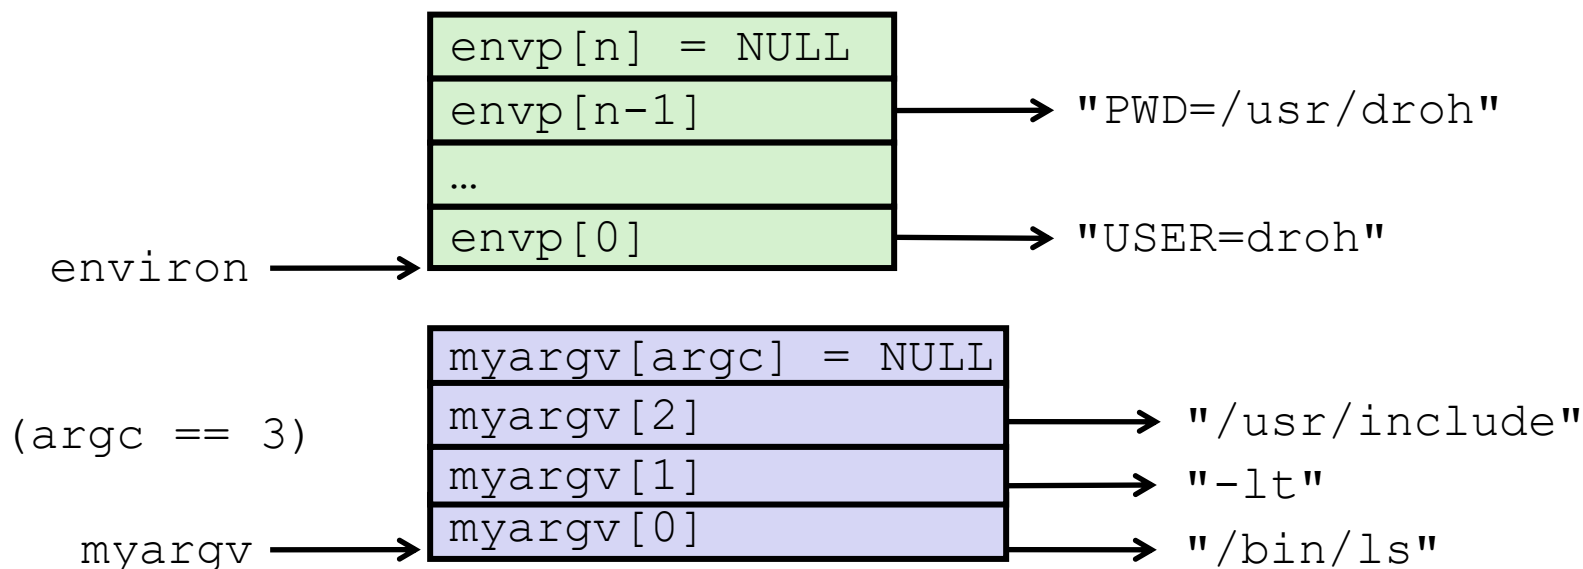 envp[n] = NULL
envp[n-1] "PWD=/usr/droh"
…
envp[0] "USER=droh"
environ
myargv[argc] = NULL
(argc == 3) myargv[2] "/usr/include"
myargv[1] "-lt"
myargv[0] "/bin/ls"
myargv